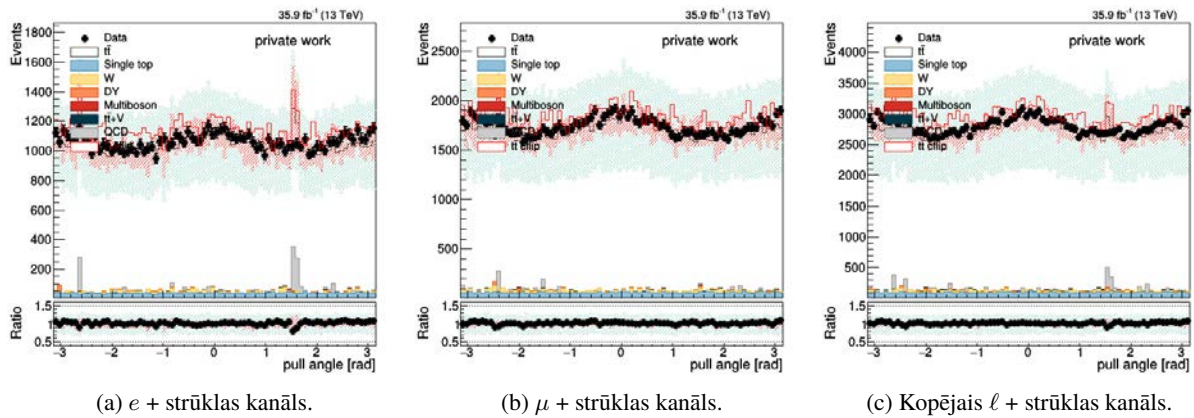 35.9 fb⁻¹ (13 TeV)
Events
1800
1600
1400
1200
1000
800
600
400
200
Data
tt̄
Single top
W
DY
Multiboson
tt̄+V
QCD
tt̄ cflip
private work
Ratio
1.5
1
0.5
−3 −2 −1 0 1 2 3
pull angle [rad]
(a) e + strūklas kanāls.
35.9 fb⁻¹ (13 TeV)
Events
2500
2000
1500
1000
500
Data
tt̄
Single top
W
DY
Multiboson
tt̄+V
QCD
tt̄ cflip
private work
Ratio
1.5
1
0.5
−3 −2 −1 0 1 2 3
pull angle [rad]
(b) μ + strūklas kanāls.
35.9 fb⁻¹ (13 TeV)
Events
4000
3500
3000
2500
2000
1500
1000
500
Data
tt̄
Single top
W
DY
Multiboson
tt̄+V
QCD
tt̄ cflip
private work
Ratio
1.5
1
0.5
−3 −2 −1 0 1 2 3
pull angle [rad]
(c) Kopējais ℓ + strūklas kanāls.